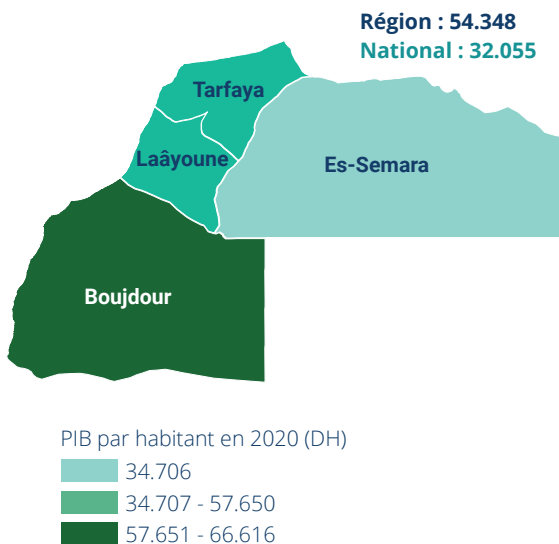 Région : 54.348
National : 32.055
Tarfaya
Laâyoune
Es-Semara
Boujdour
PIB par habitant en 2020 (DH)
34.706
34.707 - 57.650
57.651 - 66.616